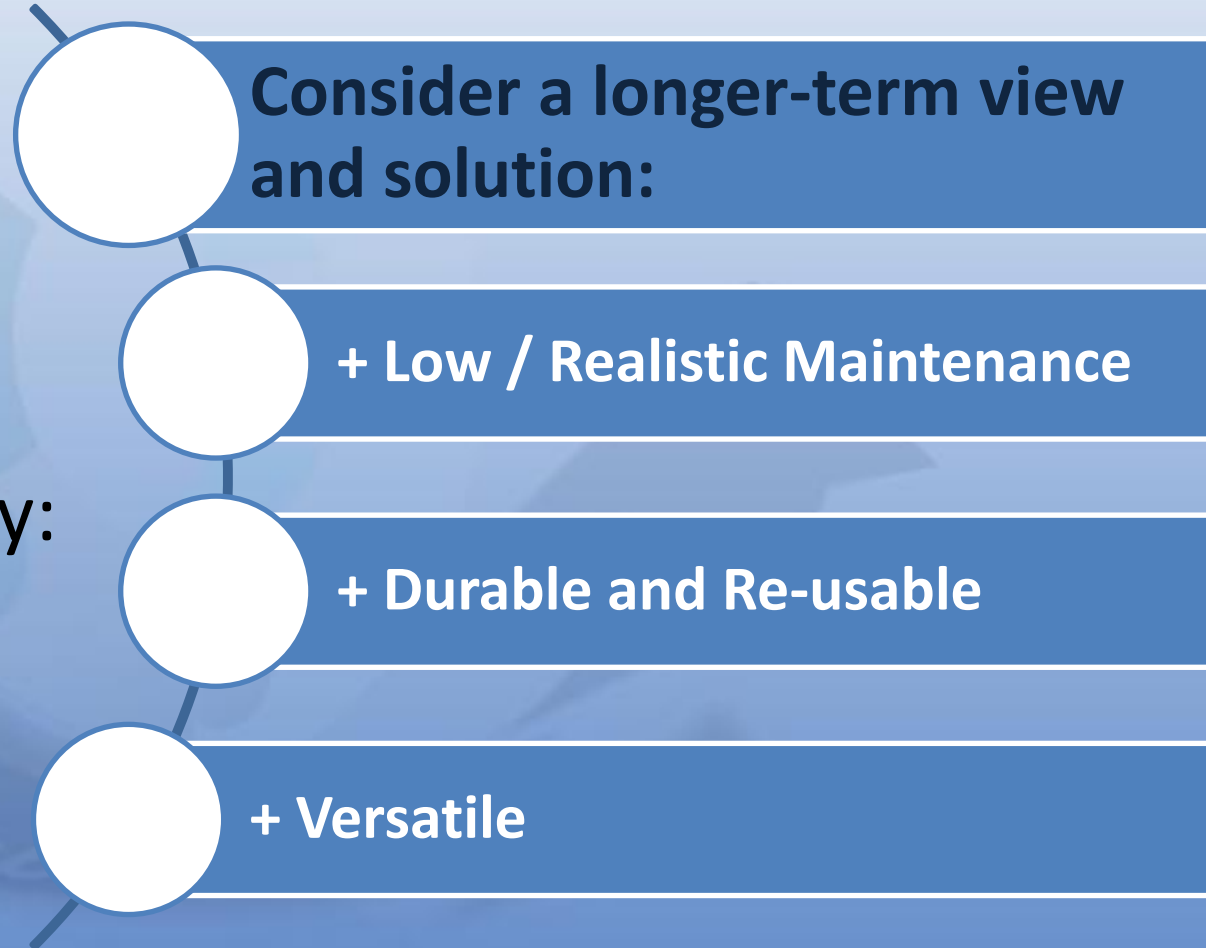 Consider a longer-term view
and solution:
+ Low / Realistic Maintenance
y:
+ Durable and Re-usable
+ Versatile